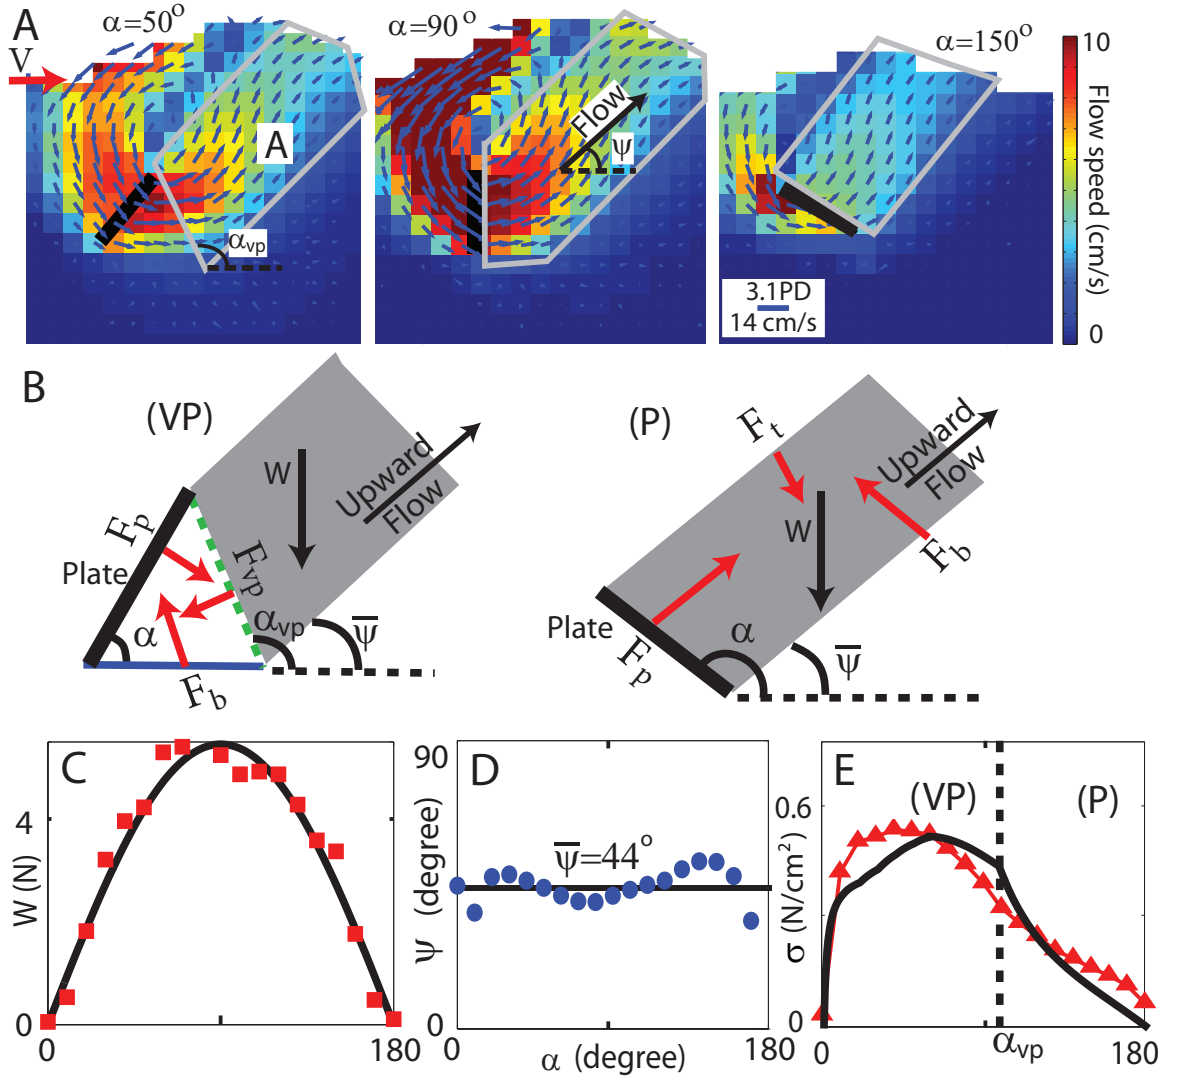 A
α=50°
α=90°
α=150°
V
A
α_vp
Flow
ψ
3.1PD
14 cm/s
10
Flow speed (cm/s)
0
B
(VP)
W
Upward
Flow
F_p
Plate
F_vp
α
α_vp
ψ̅
F_b
(P)
F_t
W
Upward
Flow
F_b
Plate
F_p
α
ψ̅
C
W (N)
4
0
0
180
D
ψ (degree)
90
0
ψ̅=44°
0
α (degree)
180
E
σ (N/cm²)
0.6
0
(VP)
(P)
0
α_vp
180